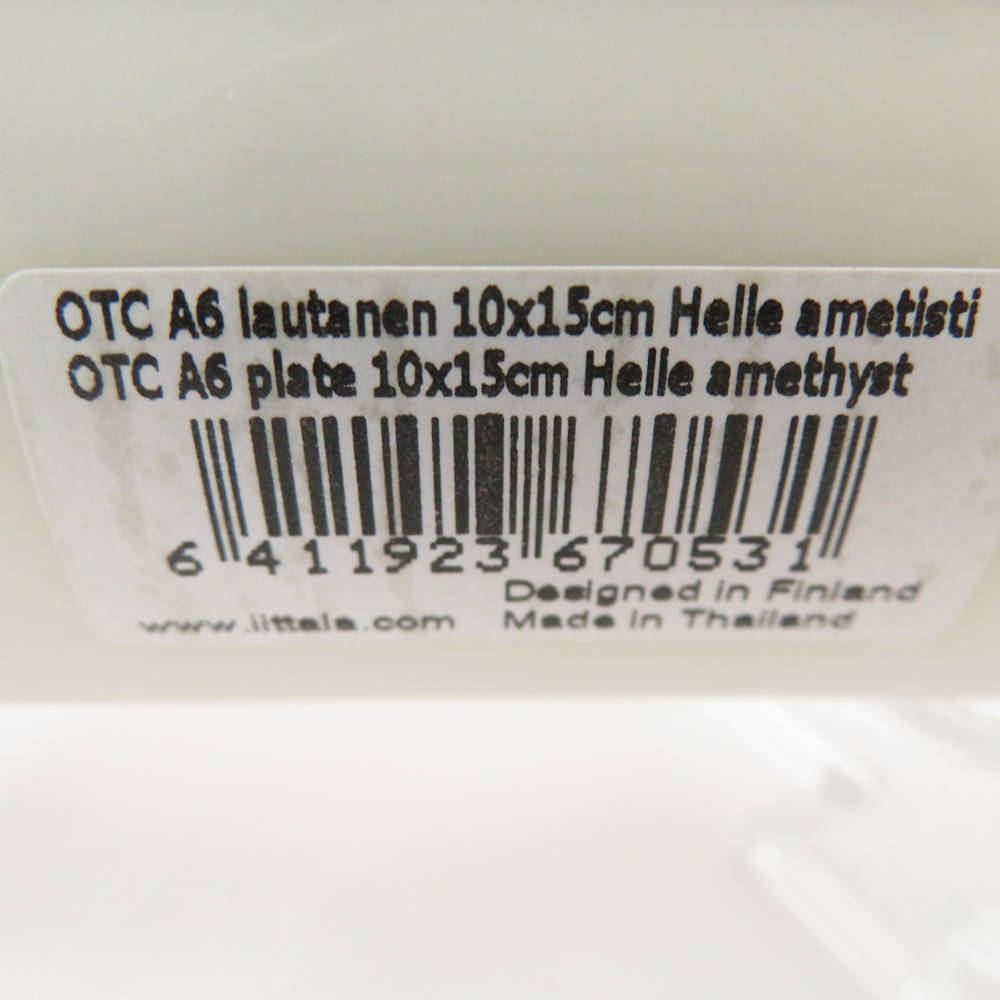 OTC A6 lautanen 10x15cm Helle ametisti
OTC A6 plate 10x15cm Helle amethyst
6 411923 670531
Designed in Finland
www.iittala.com Made in Thailand